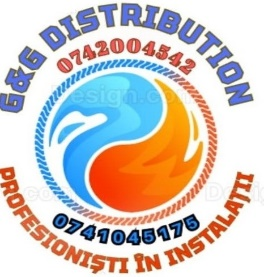 G&G DISTRIBUTION
0742004542
0741045175
PROFESIONIȘTI ÎN INSTALAȚII